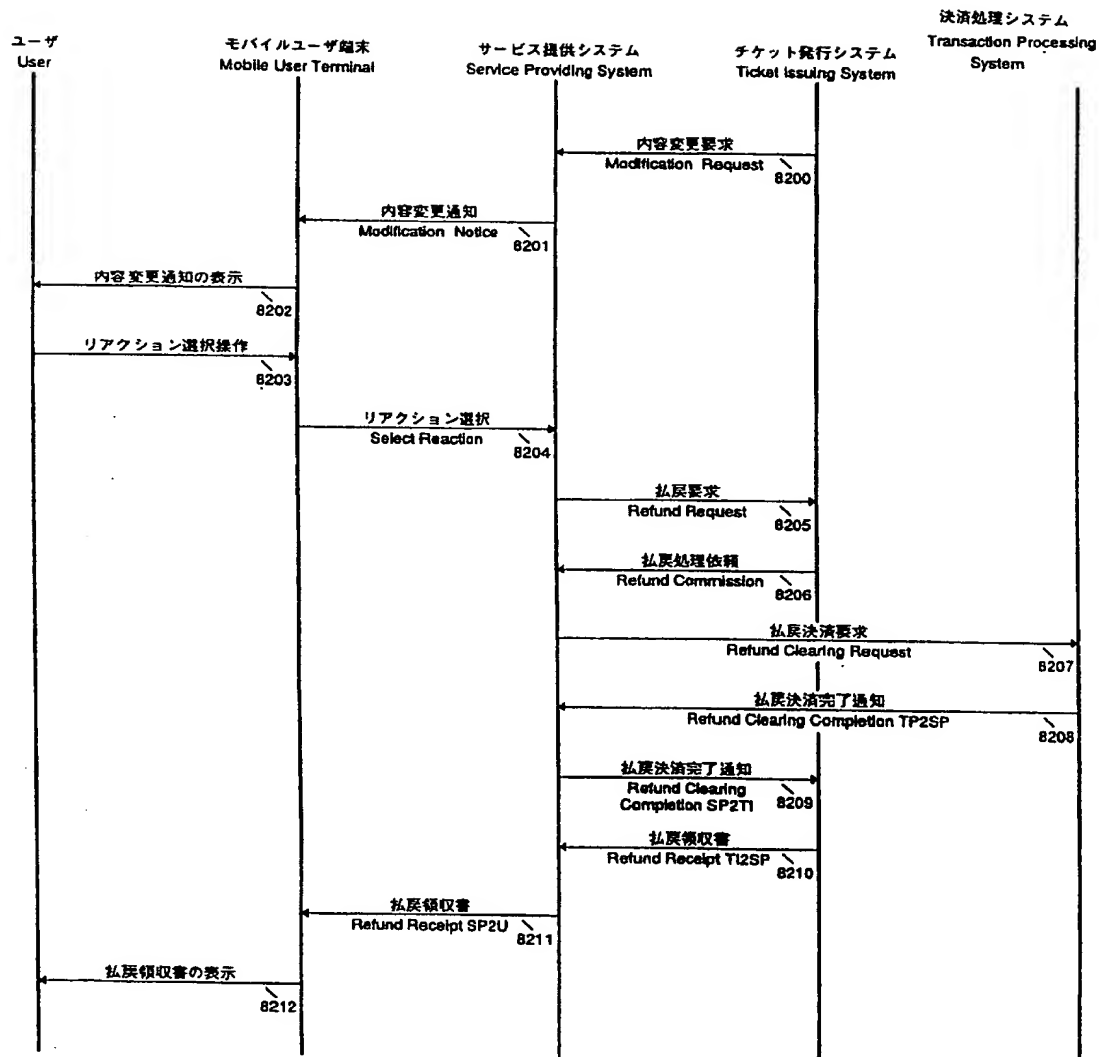 ユーザ
User
モバイルユーザ端末
Mobile User Terminal
サービス提供システム
Service Providing System
チケット発行システム
Ticket Issuing System
決済処理システム
Transaction Processing
System
内容変更要求
Modification Request
8200
内容変更通知
Modification Notice
8201
内容変更通知の表示
8202
リアクション選択操作
8203
リアクション選択
Select Reaction
8204
払戻要求
Refund Request
8205
払戻処理依頼
Refund Commission
8206
払戻決済要求
Refund Clearing Request
8207
払戻決済完了通知
Refund Clearing Completion TP2SP
8208
払戻決済完了通知
Refund Clearing
Completion SP2TI
8209
払戻領収書
Refund Receipt TI2SP
8210
払戻領収書
Refund Receipt SP2U
8211
払戻領収書の表示
8212